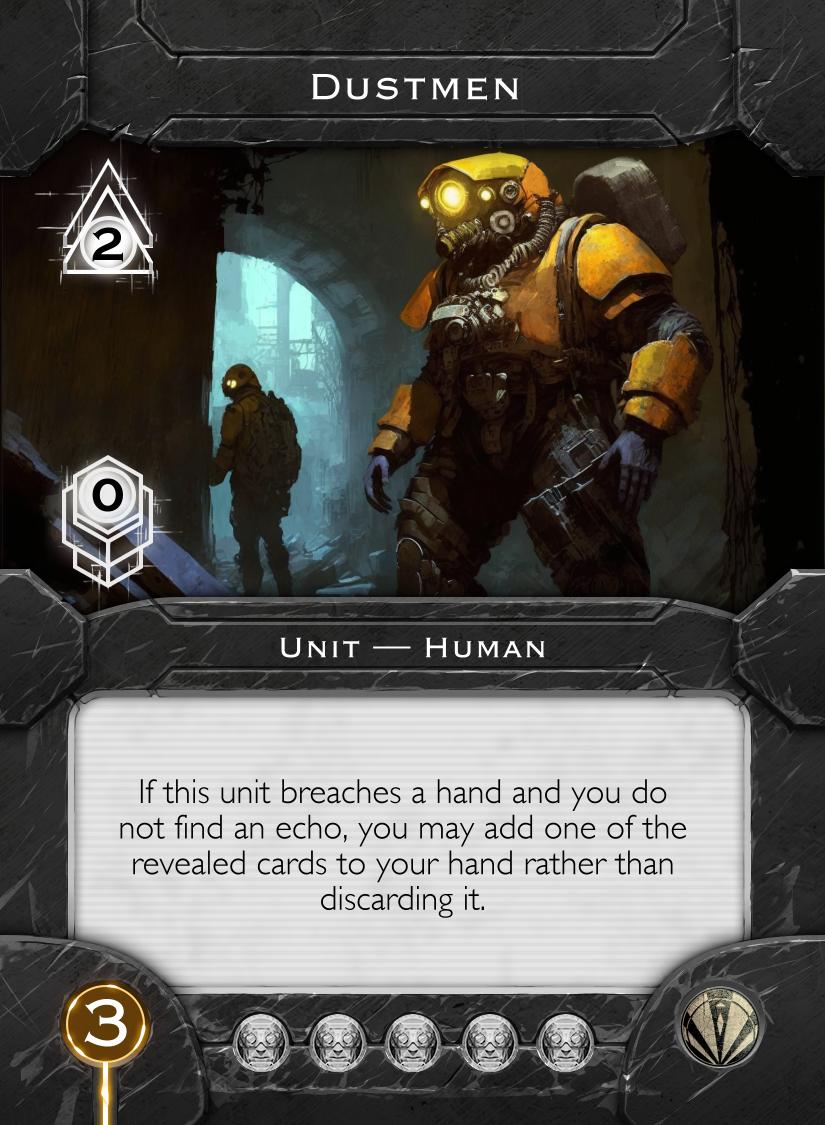 Dustmen
2
0
Unit — Human
If this unit breaches a hand and you do
not find an echo, you may add one of the
revealed cards to your hand rather than
discarding it.
3